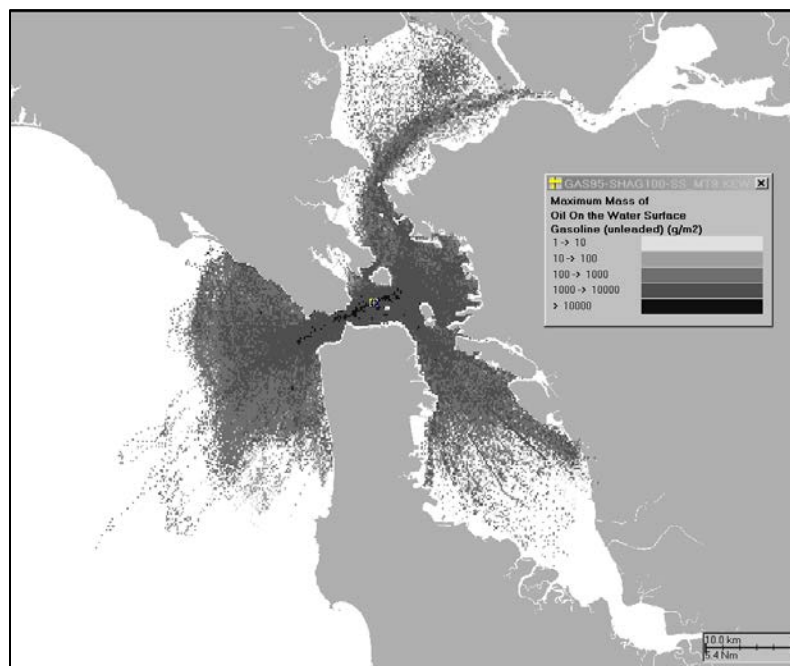 GAS95-SHAG100-SS
Maximum Mass of
Oil On the Water Surface
Gasoline (unleaded) (g/m2)
1 -> 10
10 -> 100
100 -> 1000
1000 -> 10000
> 10000
10.0 km
5.4 Nm